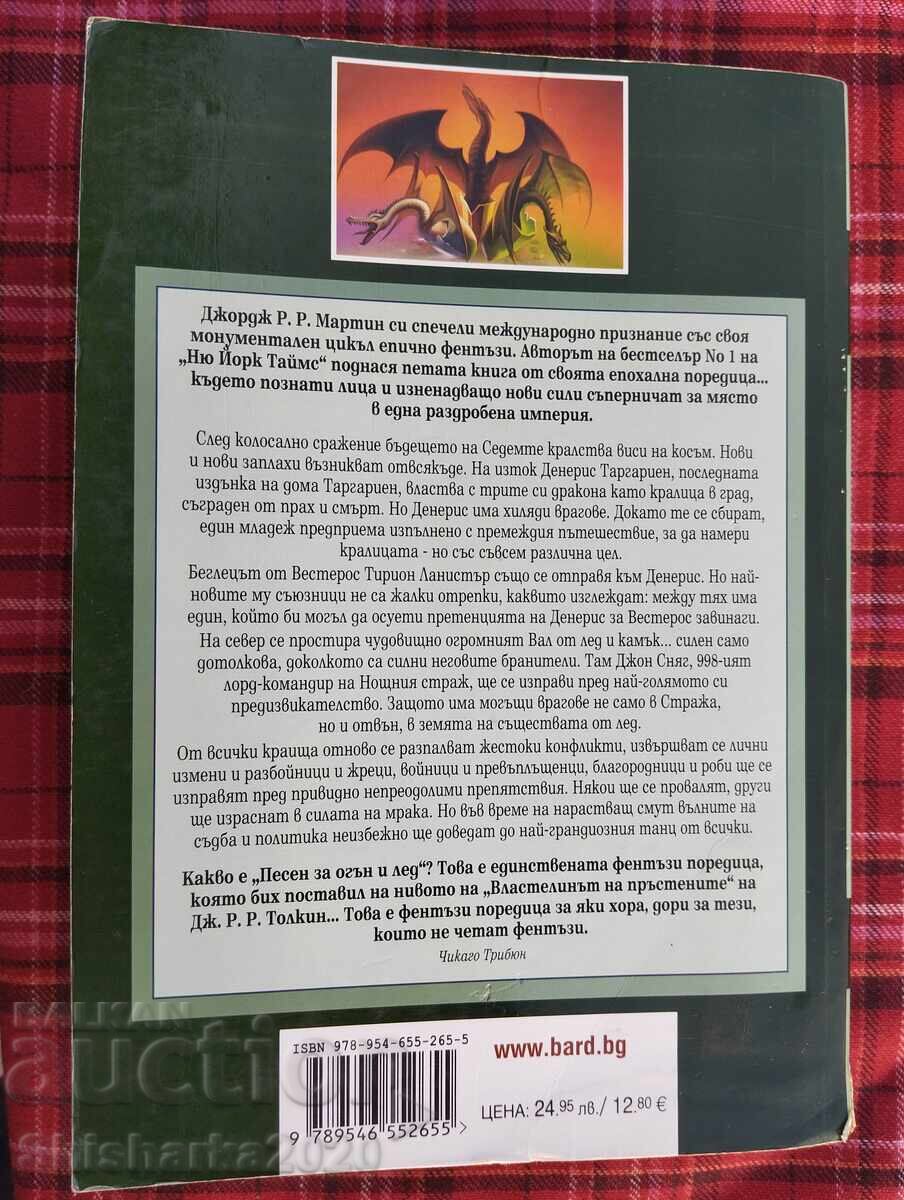 Джордж Р. Р. Мартин си спечели международно признание със своя
монументален цикъл епично фентъзи. Авторът на бестселър No 1 на
„Ню Йорк Таймс“ поднася петата книга от своята епохална поредица...
където познати лица и изненадващо нови сили съперничат за място
в една раздробена империя.
След колосално сражение бъдещето на Седемте кралства виси на косъм. Нови
и нови заплахи възникват отвсякъде. На изток Денерис Таргариен, последната
издънка на дома Таргариен, властва с трите си дракона като кралица в град,
съграден от прах и смърт. Но Денерис има хиляди врагове. Докато те се събират,
един младеж предприема изпълнено с премеждия пътешествие, за да намери
кралицата - но със съвсем различна цел.
Беглецът от Вестерос Тирион Ланистър също се отправя към Денерис. Но най-
новите му съюзници не са жалки отрепки, каквито изглеждат: между тях има
един, който би могъл да осуети претенцията на Денерис за Вестерос завинаги.
На север се простира чудовищно огромният Вал от лед и камък... силен само
дотолкова, доколкото са силни неговите бранители. Там Джон Сняг, 998-ият
лорд-командир на Нощния страж, ще се изправи пред най-голямото си
предизвикателство. Защото има могъщи врагове не само в Стража,
но и отвън, в земята на съществата от лед.
От всички краища отново се разпалват жестоки конфликти, извършват се лични
измени и разбойници и жреци, войници и превъплъщенци, благородници и роби ще се
изправят пред привидно непреодолими препятствия. Някои ще се провалят, други
ще израснат в силата на мрака. Но във време на нарастващ смут вълните на
съдба и политика неизбежно ще доведат до най-грандиозния танц от всички.
Какво е „Песен за огън и лед“? Това е единствената фентъзи поредица,
която бих поставил на нивото на „Властелинът на пръстените“ на
Дж. Р. Р. Толкин... Това е фентъзи поредица за яки хора, дори за тези,
които не четат фентъзи.
Чикаго Трибюн
ISBN 978-954-655-265-5
9 789546 552655 >
www.bard.bg
ЦЕНА: 24.95 лв./ 12.80 €
BALKAN
auction
Shisharka2020